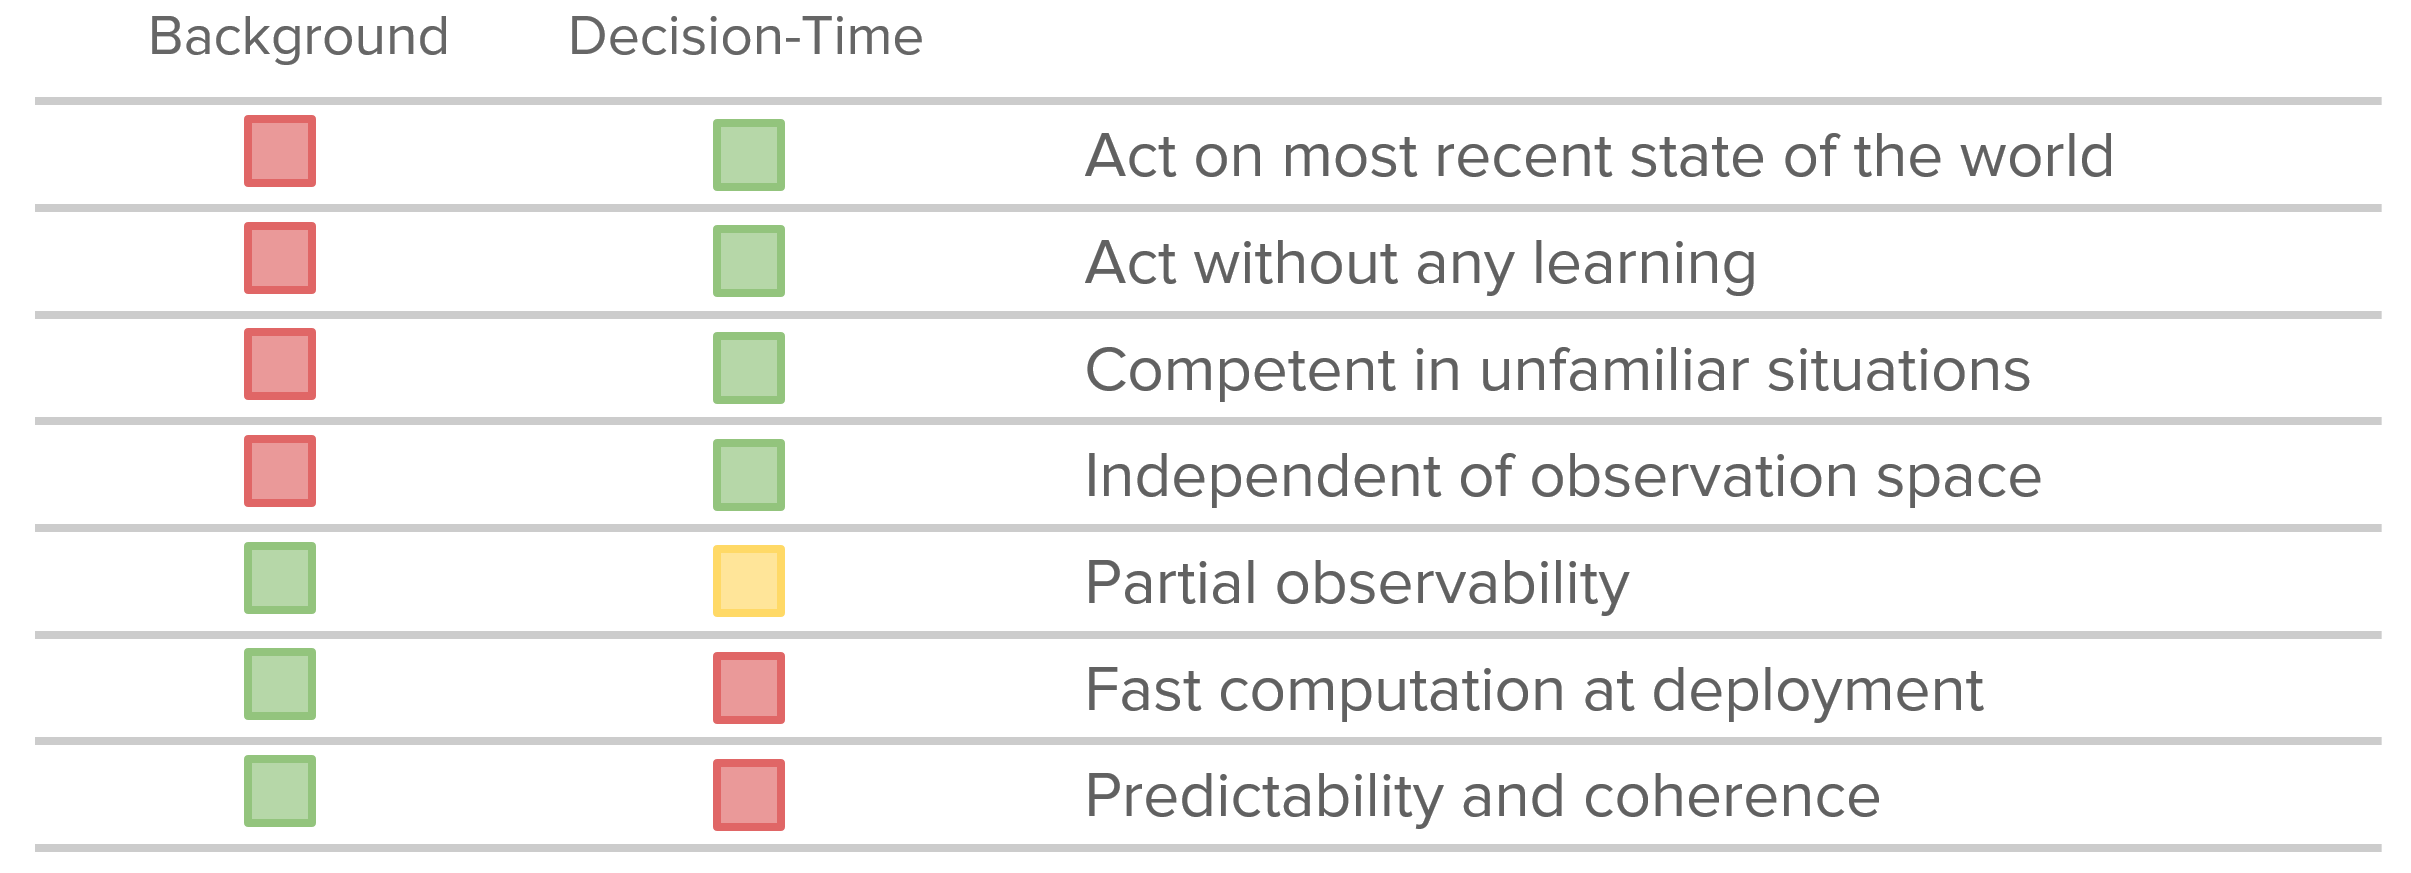 Background Decision-Time
Act on most recent state of the world
Act without any learning
Competent in unfamiliar situations
Independent of observation space
Partial observability
Fast computation at deployment
Predictability and coherence